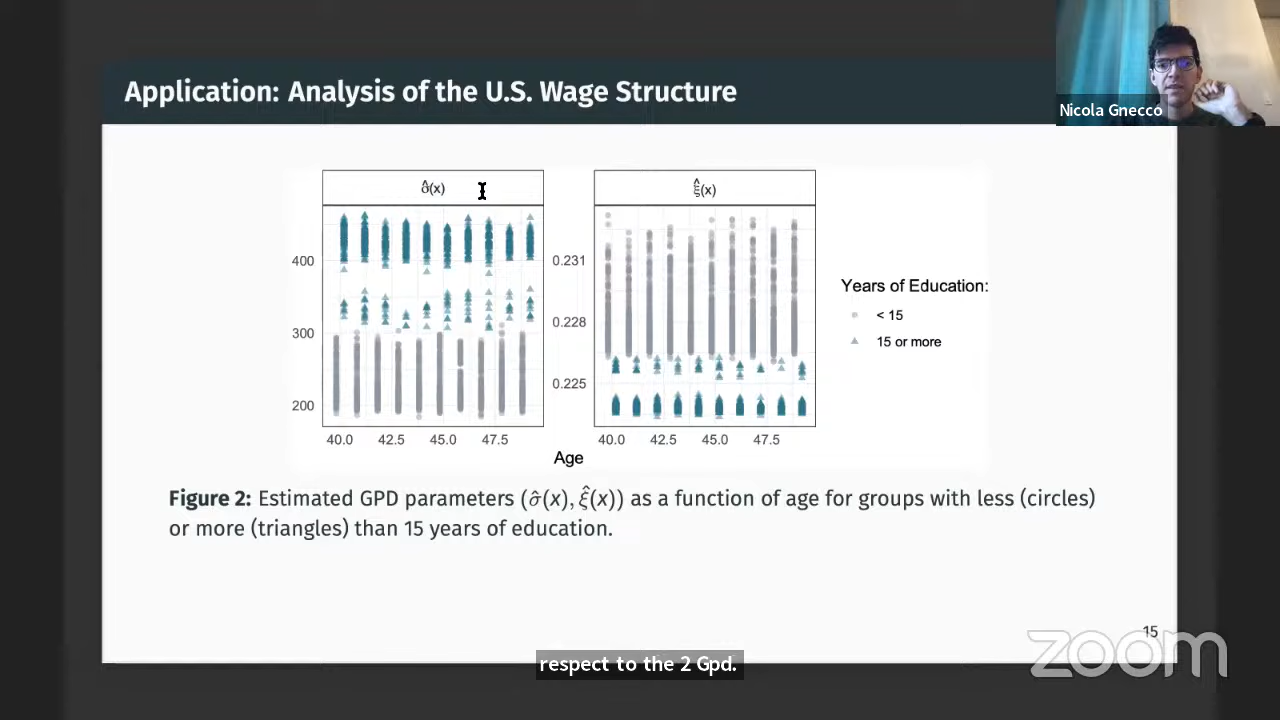 Application: Analysis of the U.S. Wage Structure
Nicola Gnecco
σ̂(x)
ξ̂(x)
400
300
200
0.231
0.228
0.225
40.0 42.5 45.0 47.5
40.0 42.5 45.0 47.5
Age
Years of Education:
< 15
15 or more
Figure 2: Estimated GPD parameters (σ̂(x), ξ̂(x)) as a function of age for groups with less (circles)
or more (triangles) than 15 years of education.
15
zoom
respect to the 2 Gpd.